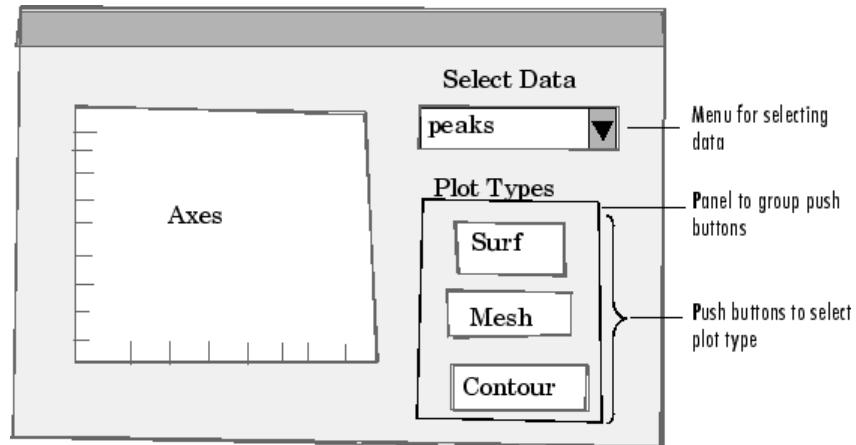 Select Data
peaks
Menu for selecting
data
Plot Types
Panel to group push
buttons
Axes
Surf
Mesh
Push buttons to select
plot type
Contour